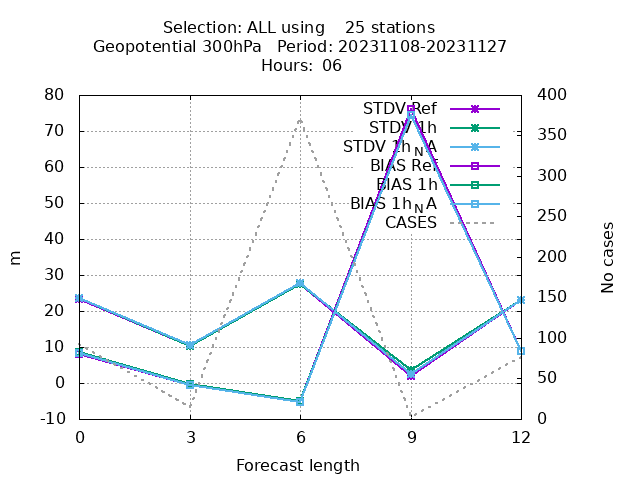 Selection: ALL using    25 stations
Geopotential 300hPa   Period: 20231108-20231127
Hours: 06
80
70
60
50
40
30
20
10
0
-10
400
350
300
250
200
150
100
50
0
STDV Ref
STDV 1h
STDV 1h_NA
BIAS Ref
BIAS 1h
BIAS 1h_NA
CASES
m
No cases
0 3 6 9 12
Forecast length